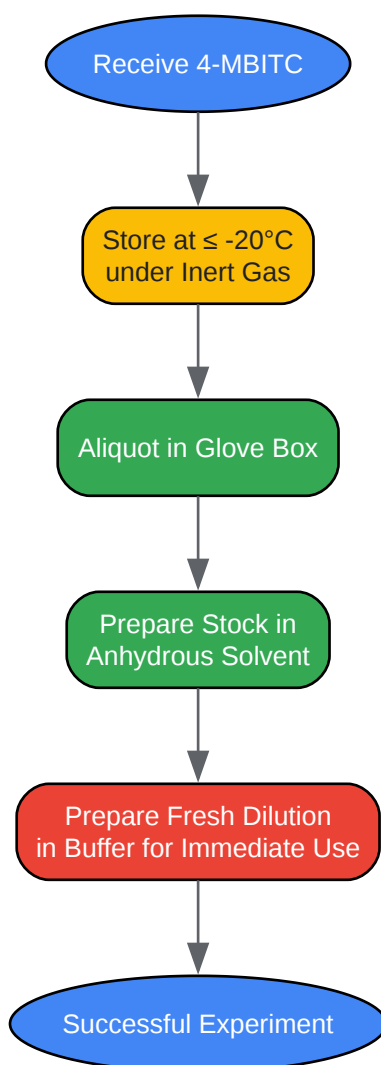 Receive 4-MBITC
Store at ≤ -20°C
under Inert Gas
Aliquot in Glove Box
Prepare Stock in
Anhydrous Solvent
Prepare Fresh Dilution
in Buffer for Immediate Use
Successful Experiment